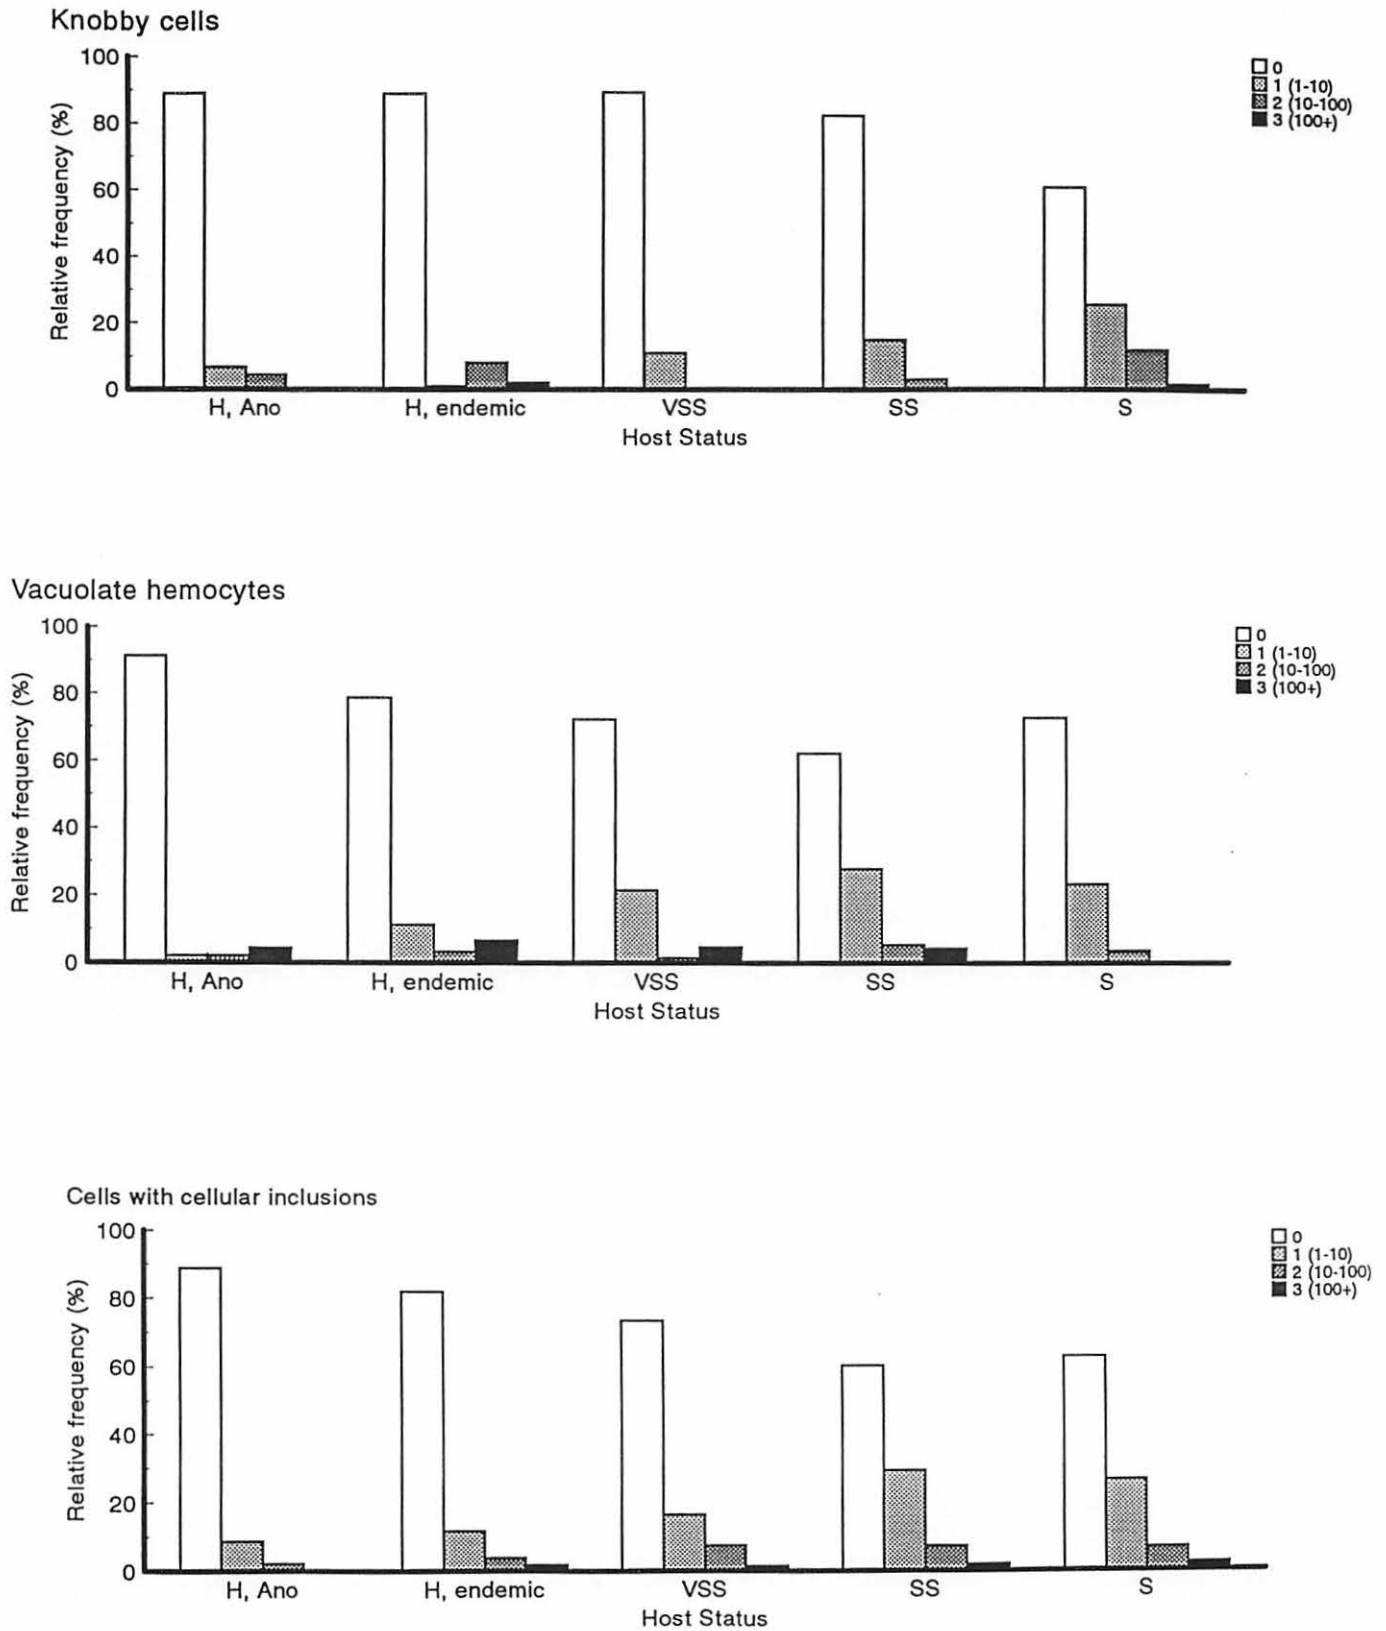 Knobby cells
100
80
60
40
20
0
Relative frequency (%)
0
1 (1-10)
2 (10-100)
3 (100+)
H, Ano H, endemic VSS SS S
Host Status
Vacuolate hemocytes
100
80
60
40
20
0
Relative frequency (%)
0
1 (1-10)
2 (10-100)
3 (100+)
H, Ano H, endemic VSS SS S
Host Status
Cells with cellular inclusions
100
80
60
40
20
0
Relative frequency (%)
0
1 (1-10)
2 (10-100)
3 (100+)
H, Ano H, endemic VSS SS S
Host Status